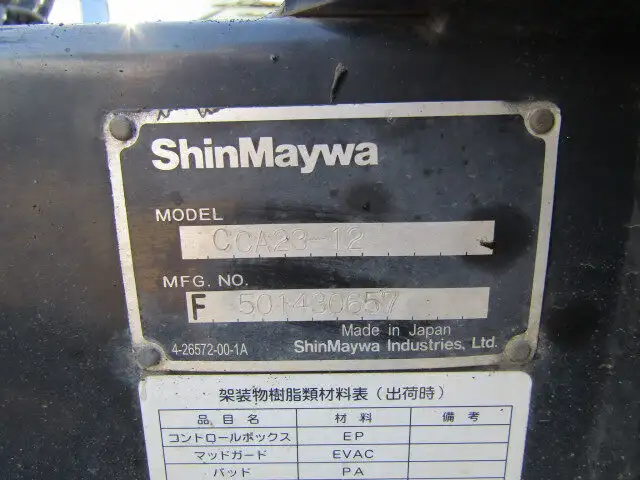 ShinMaywa
MODEL
CCA23-12
MFG. NO.
F 501430657
Made in Japan
4-26572-00-1A ShinMaywa Industries, Ltd.
架装物樹脂類材料表（出荷時）
品目名 材料 備考
コントロールボックス EP
マッドガード EVAC
パッド PA